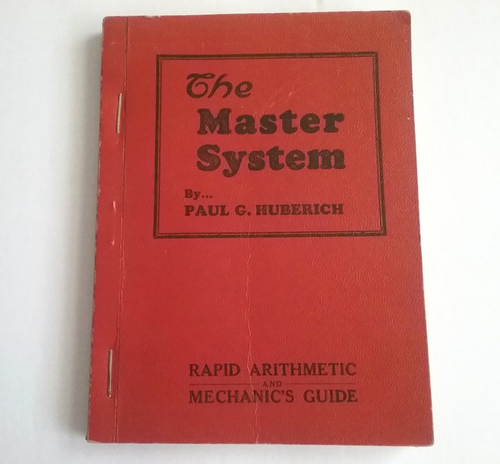 The
Master
System
By...
PAUL G. HUBERICH
RAPID ARITHMETIC
AND
MECHANIC'S GUIDE